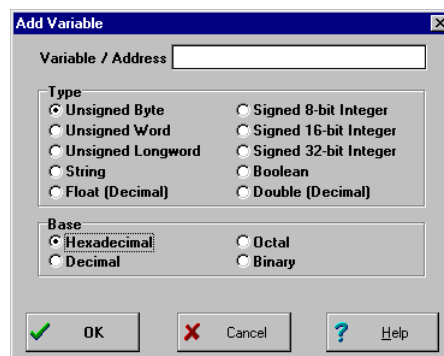 Add Variable
Variable / Address
Type
Unsigned Byte
Signed 8-bit Integer
Unsigned Word
Signed 16-bit Integer
Unsigned Longword
Signed 32-bit Integer
String
Boolean
Float (Decimal)
Double (Decimal)
Base
Hexadecimal
Octal
Decimal
Binary
OK
Cancel
Help